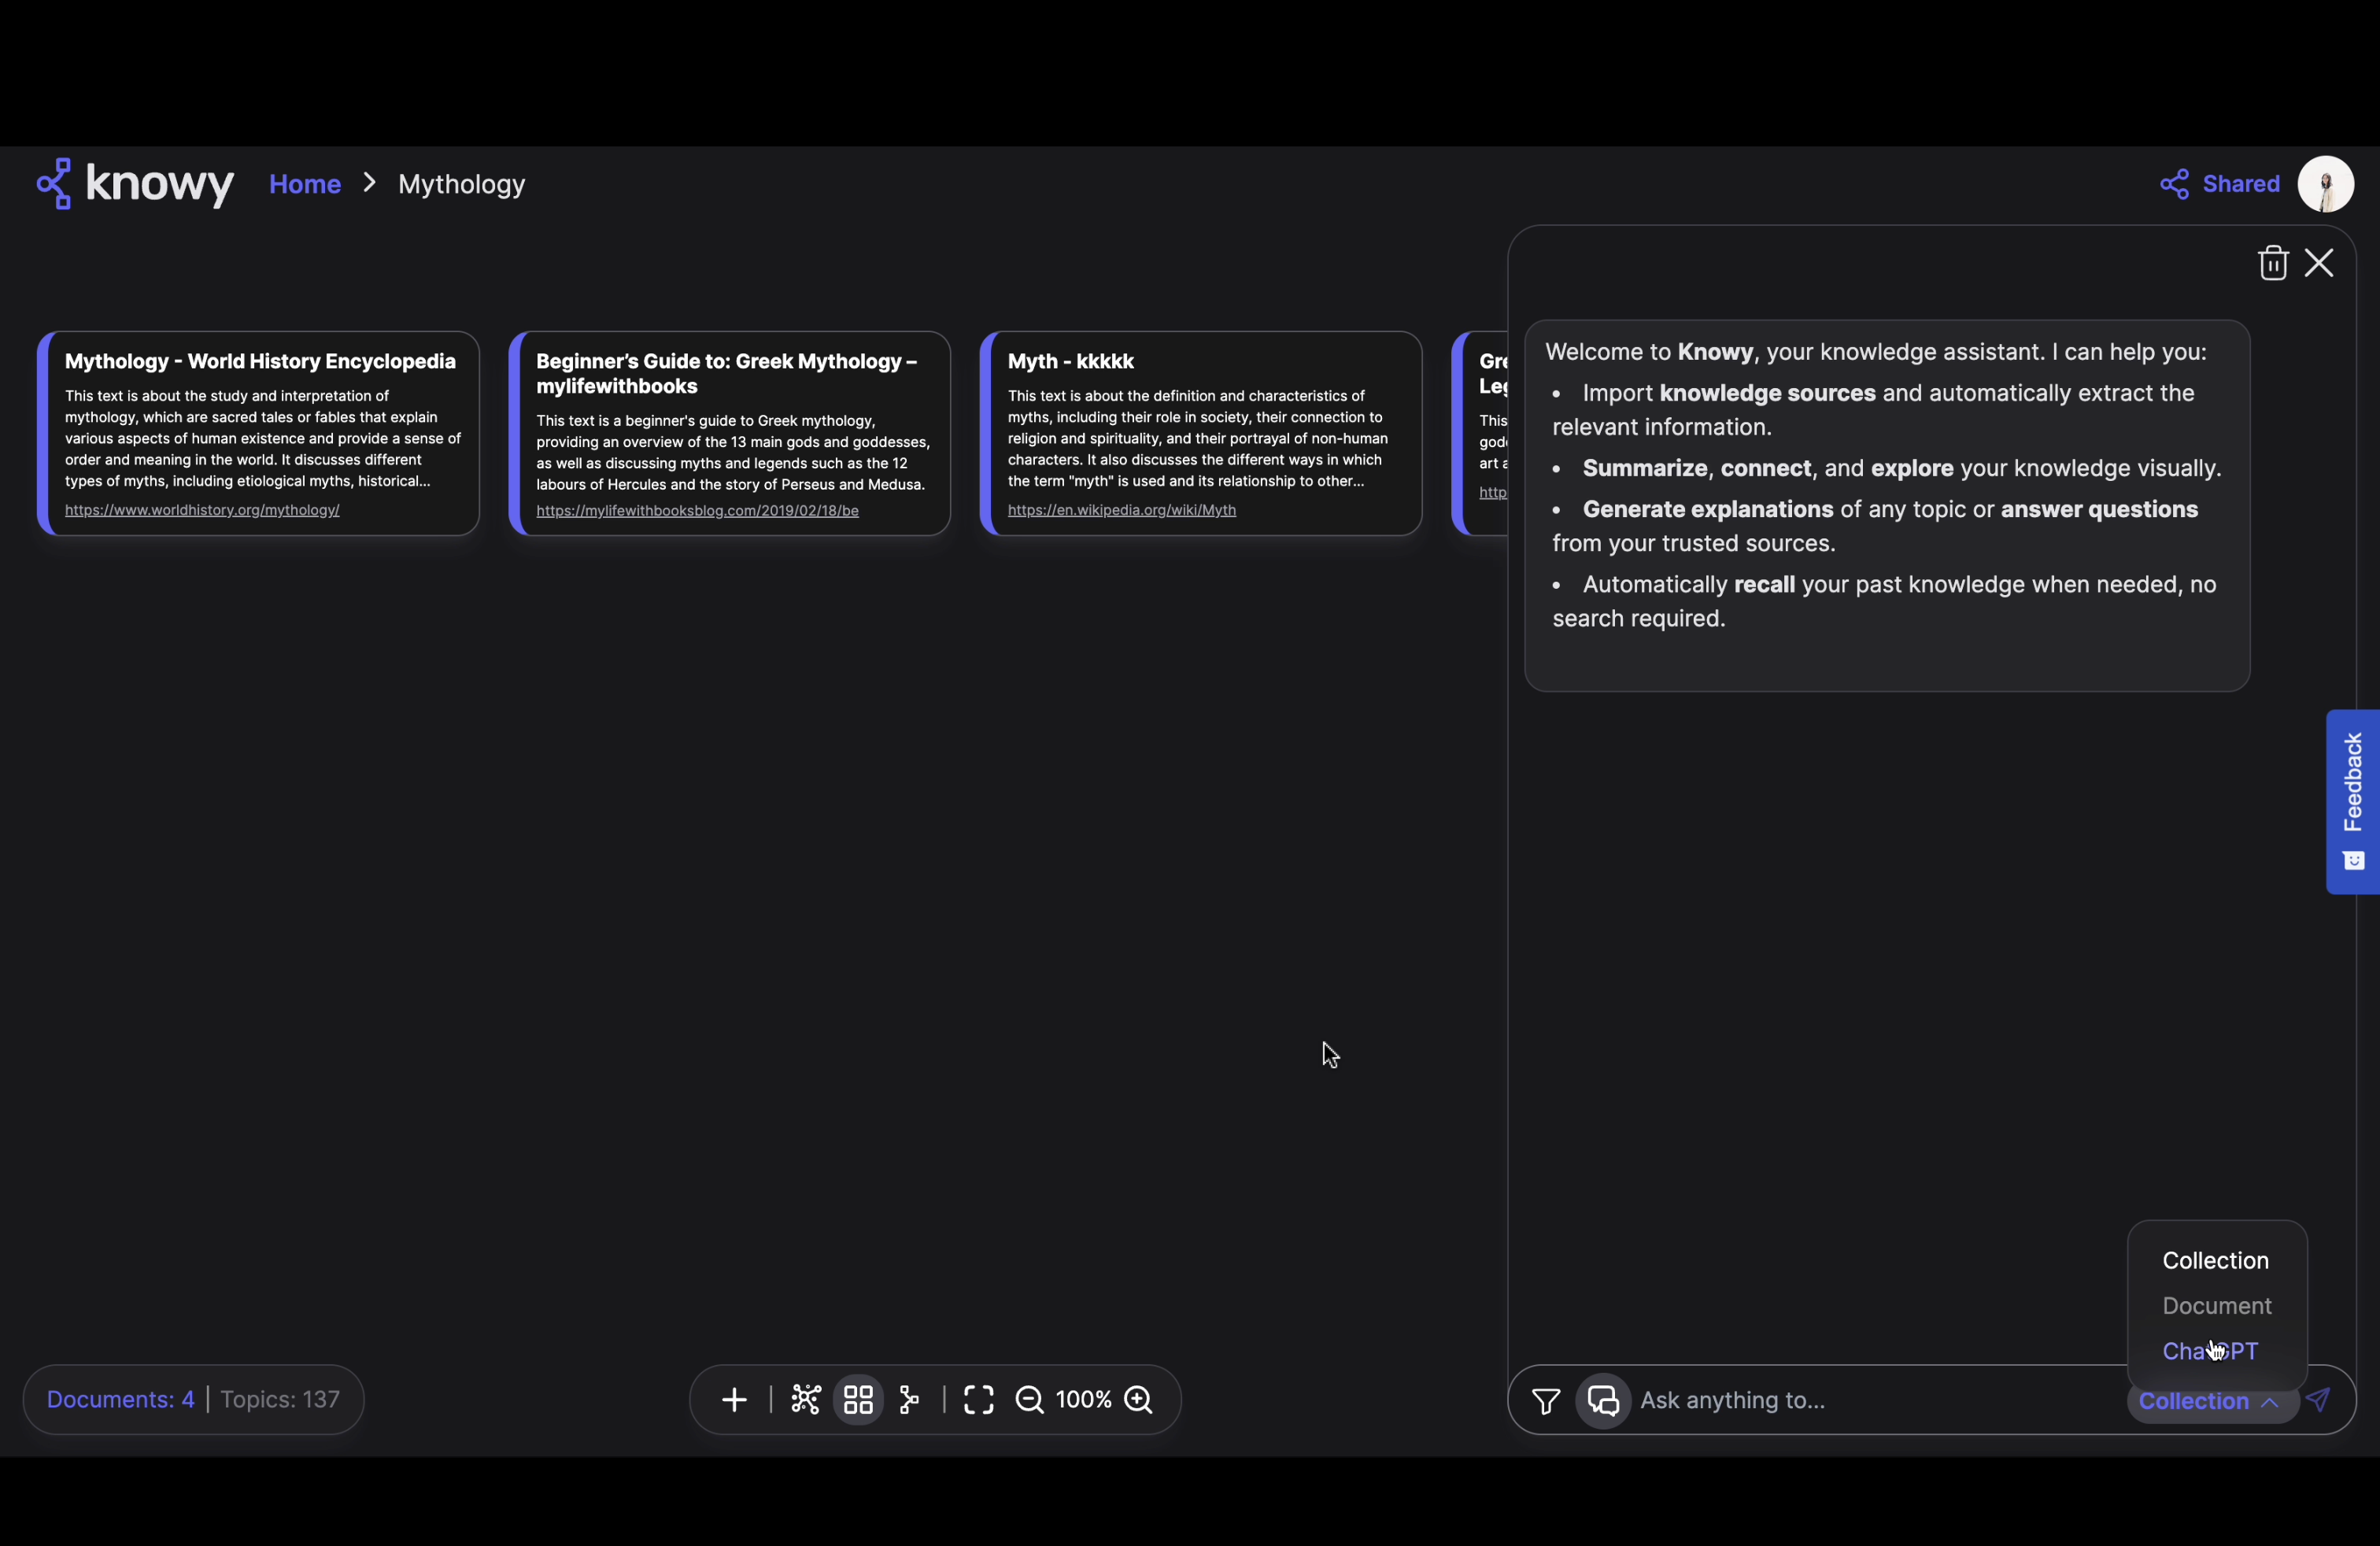 knowy
Home > Mythology
Shared
Mythology - World History Encyclopedia
This text is about the study and interpretation of
mythology, which are sacred tales or fables that explain
various aspects of human existence and provide a sense of
order and meaning in the world. It discusses different
types of myths, including etiological myths, historical...
https://www.worldhistory.org/mythology/
Beginner's Guide to: Greek Mythology –
mylifewithbooks
This text is a beginner's guide to Greek mythology,
providing an overview of the 13 main gods and goddesses,
as well as discussing myths and legends such as the 12
labours of Hercules and the story of Perseus and Medusa.
https://mylifewithbooksblog.com/2019/02/18/be
Myth - kkkkk
This text is about the definition and characteristics of
myths, including their role in society, their connection to
religion and spirituality, and their portrayal of non-human
characters. It also discusses the different ways in which
the term "myth" is used and its relationship to other...
https://en.wikipedia.org/wiki/Myth
Gre
Leg
This
godd
art a
http
Welcome to Knowy, your knowledge assistant. I can help you:
• Import knowledge sources and automatically extract the
relevant information.
• Summarize, connect, and explore your knowledge visually.
• Generate explanations of any topic or answer questions
from your trusted sources.
• Automatically recall your past knowledge when needed, no
search required.
Feedback
Collection
Document
ChatGPT
Documents: 4 | Topics: 137
100%
Ask anything to...
Collection